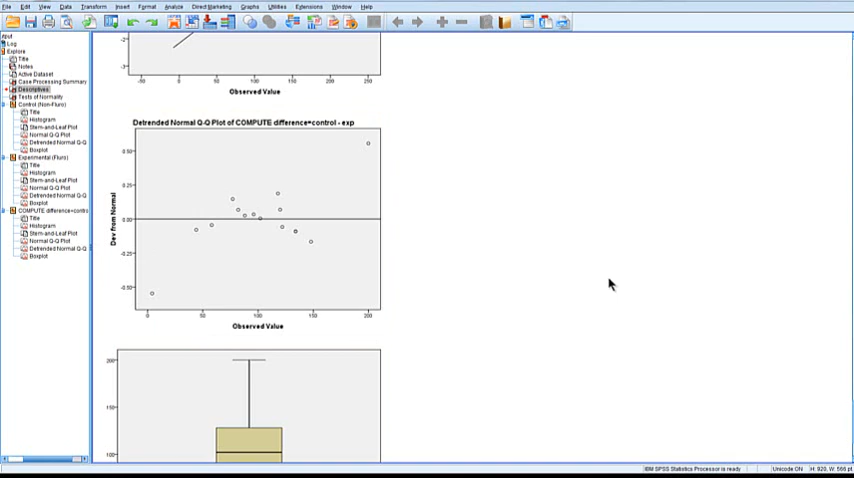 File Edit View Data Transform Insert Format Analyze Direct Marketing Graphs Utilities Extensions Window Help
Log
Explore
Title
Notes
Active Dataset
Case Processing Summary
Descriptives
Tests of Normality
Control (Non-Fluro)
Title
Histogram
Stem-and-Leaf Plot
Normal Q-Q Plot
Detrended Normal Q-Q
Boxplot
Experimental (Fluro)
Title
Histogram
Stem-and-Leaf Plot
Normal Q-Q Plot
Detrended Normal Q-Q
Boxplot
COMPUTE difference=contro
Title
Histogram
Stem-and-Leaf Plot
Normal Q-Q Plot
Detrended Normal Q-Q
Boxplot
-2
-3
-50 0 50 100 150 200 250
Observed Value
Detrended Normal Q-Q Plot of COMPUTE difference=control - exp
Dev from Normal
0.50
0.25
0.00
-0.25
-0.50
0 50 100 150 200
Observed Value
200
150
100
IBM SPSS Statistics Processor is ready Unicode:ON H: 920, W: 566 pt